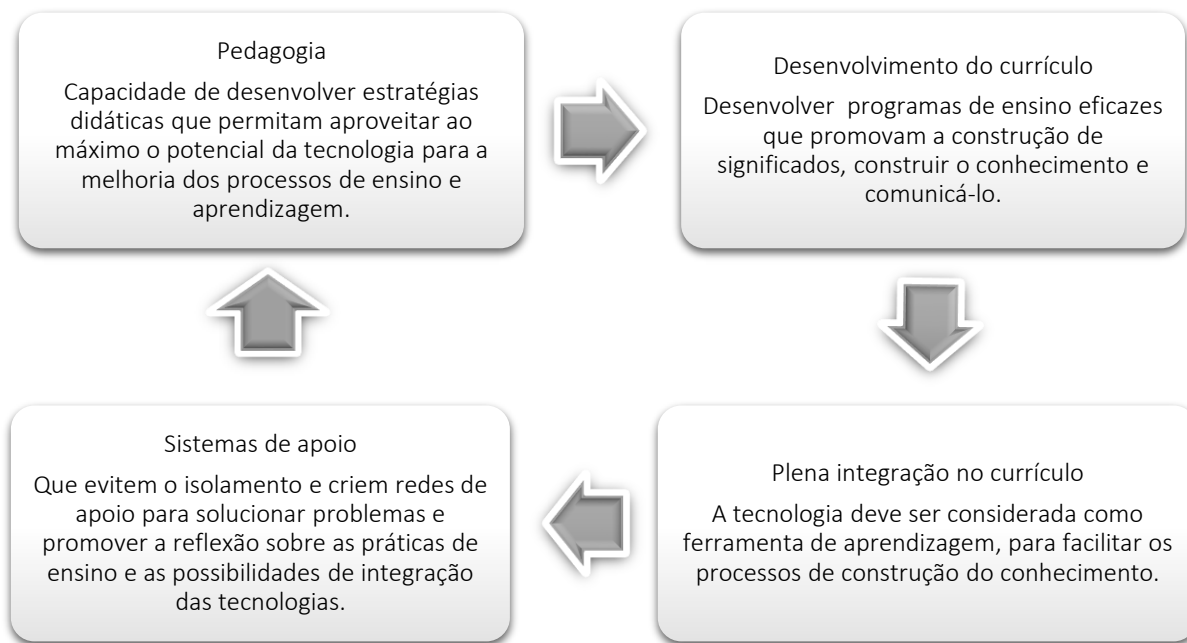 Pedagogia
Capacidade de desenvolver estratégias
didáticas que permitam aproveitar ao
máximo o potencial da tecnologia para a
melhoria dos processos de ensino e
aprendizagem.
Desenvolvimento do currículo
Desenvolver programas de ensino eficazes
que promovam a construção de
significados, construir o conhecimento e
comunicá-lo.
Sistemas de apoio
Que evitem o isolamento e criem redes de
apoio para solucionar problemas e
promover a reflexão sobre as práticas de
ensino e as possibilidades de integração
das tecnologias.
Plena integração no currículo
A tecnologia deve ser considerada como
ferramenta de aprendizagem, para facilitar os
processos de construção do conhecimento.